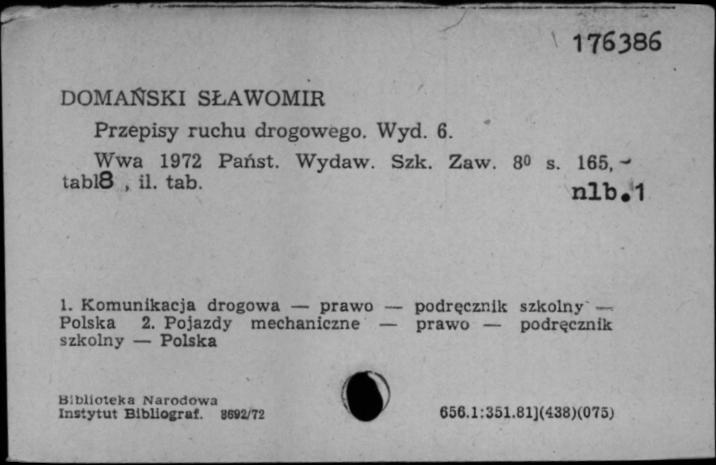 176386
DOMAŃSKI SŁAWOMIR
Przepisy ruchu drogowego. Wyd. 6.
Wwa 1972 Państ. Wydaw. Szk. Zaw. 8⁰ s. 165, -
tabl8 , il. tab.
nlb.1
1. Komunikacja drogowa — prawo — podręcznik szkolny —
Polska 2. Pojazdy mechaniczne — prawo — podręcznik
szkolny — Polska
Biblioteka Narodowa
Instytut Bibliograf. 8692/72
656.1:351.81](438)(075)